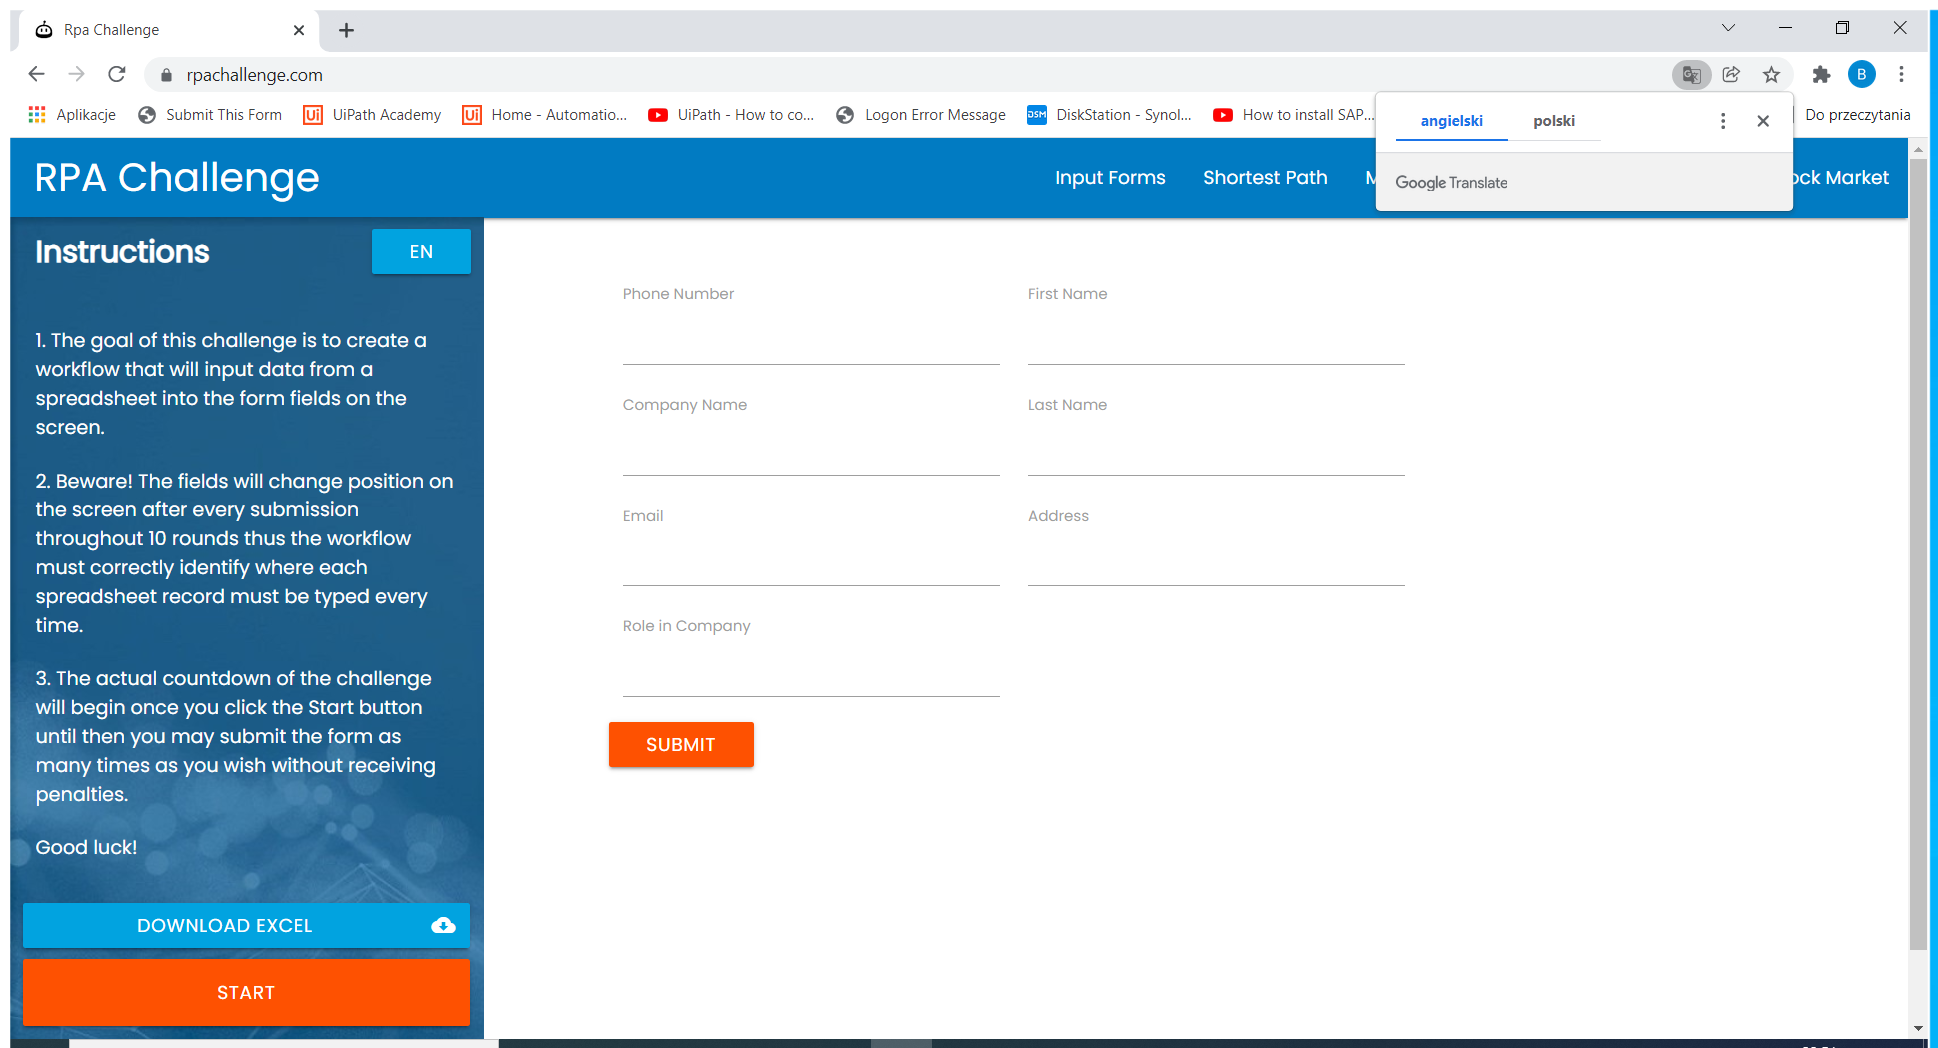 Rpa Challenge
rpachallenge.com
B
Aplikacje
Submit This Form
UiPath Academy
Home - Automatio...
UiPath - How to co...
Logon Error Message
DSM
DiskStation - Synol...
How to install SAP...
Do przeczytania
angielski
polski
Google Translate
RPA Challenge
Input Forms
Shortest Path
ock Market
Instructions
EN
1. The goal of this challenge is to create a
workflow that will input data from a
spreadsheet into the form fields on the
screen.
2. Beware! The fields will change position on
the screen after every submission
throughout 10 rounds thus the workflow
must correctly identify where each
spreadsheet record must be typed every
time.
3. The actual countdown of the challenge
will begin once you click the Start button
until then you may submit the form as
many times as you wish without receiving
penalties.
Good luck!
DOWNLOAD EXCEL
START
Phone Number
First Name
Company Name
Last Name
Email
Address
Role in Company
SUBMIT